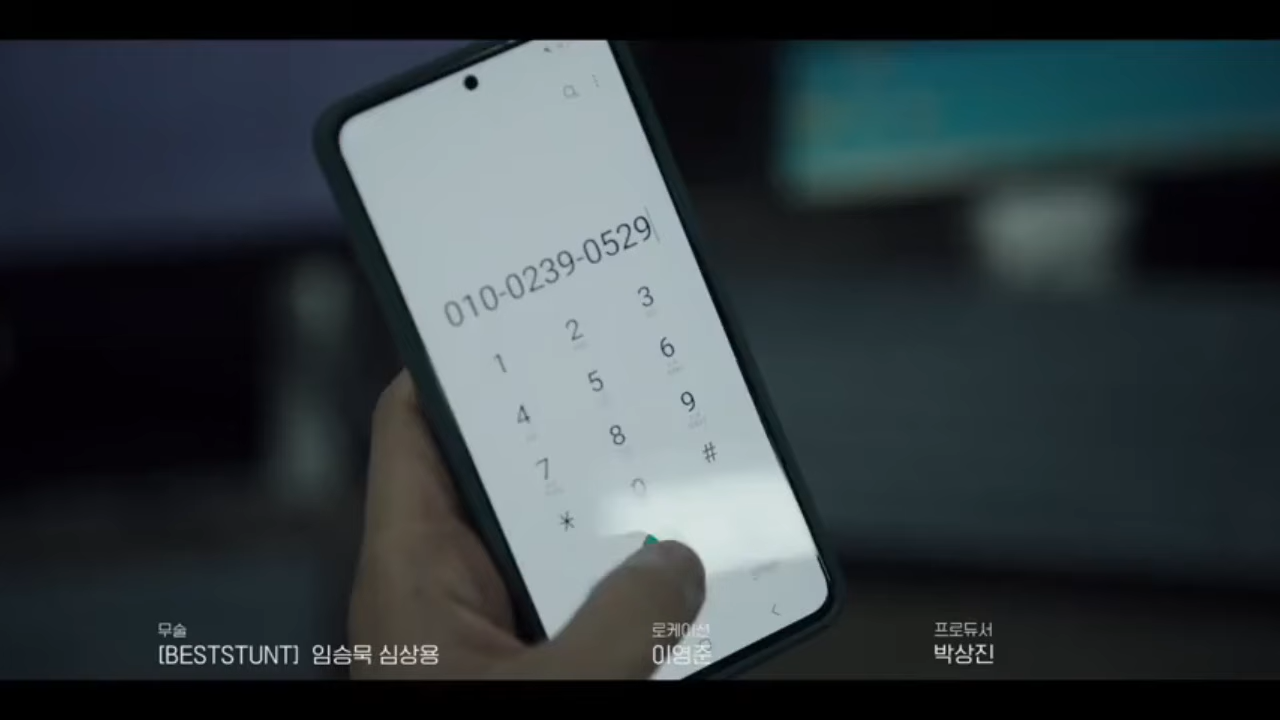 010-0239-0529
1 2 3
4 5 6
7 8 9
* 0 #
무술
[BESTSTUNT] 임승묵 심상용
로케이션
이영준
프로듀서
박상진